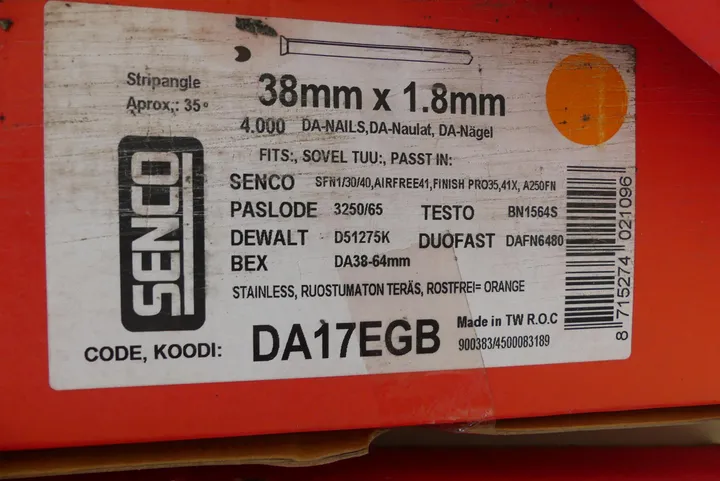 Stripangle
Aprox,: 35°
38mm x 1.8mm
4.000 DA-NAILS,DA-Naulat, DA-Nägel
FITS:, SOVEL TUU:, PASST IN:
SENCO SFN1/30/40,AIRFREE41,FINISH PRO35,41X, A250FN
PASLODE 3250/65 TESTO BN1564S
DEWALT D51275K DUOFAST DAFN6480
BEX DA38-64mm
STAINLESS, RUOSTUMATON TERÄS, ROSTFREI= ORANGE
CODE, KOODI: DA17EGB
Made in TW R.O.C
900383/4500083189
SENCO
8 715274 021096